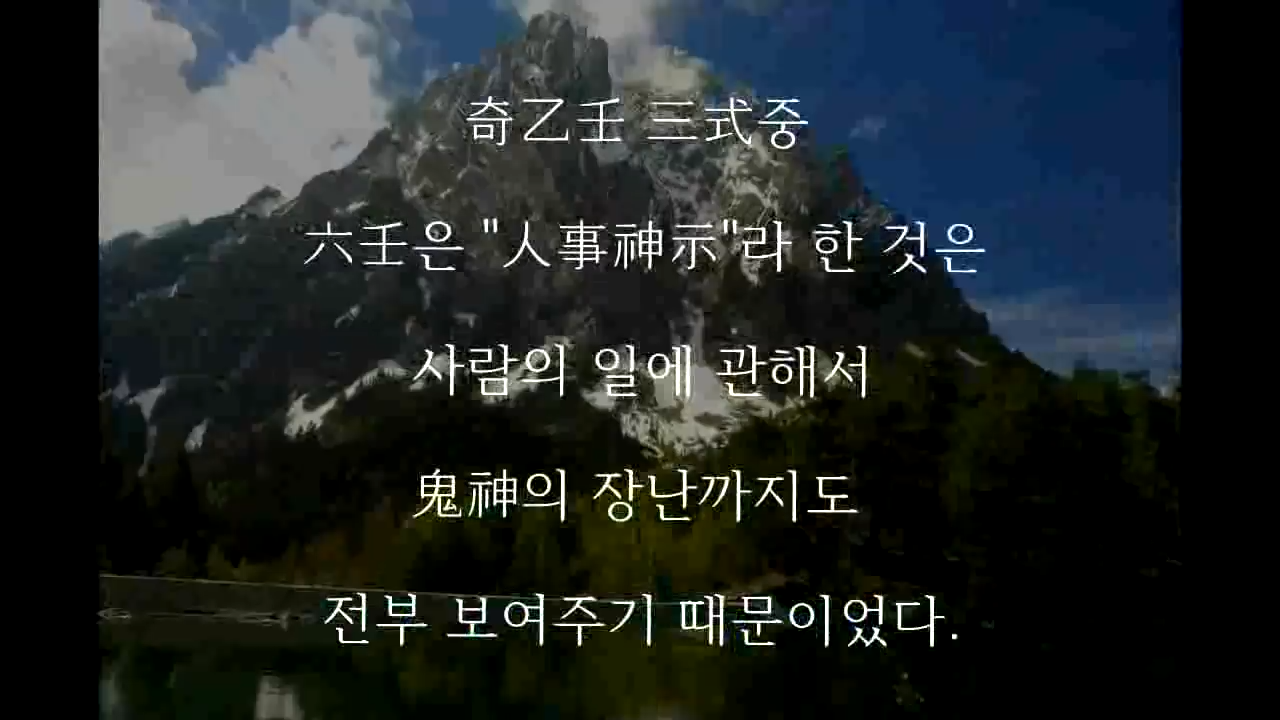 奇乙壬 三式중
六壬은 "人事神示"라 한 것은
사람의 일에 관해서
鬼神의 장난까지도
전부 보여주기 때문이었다.